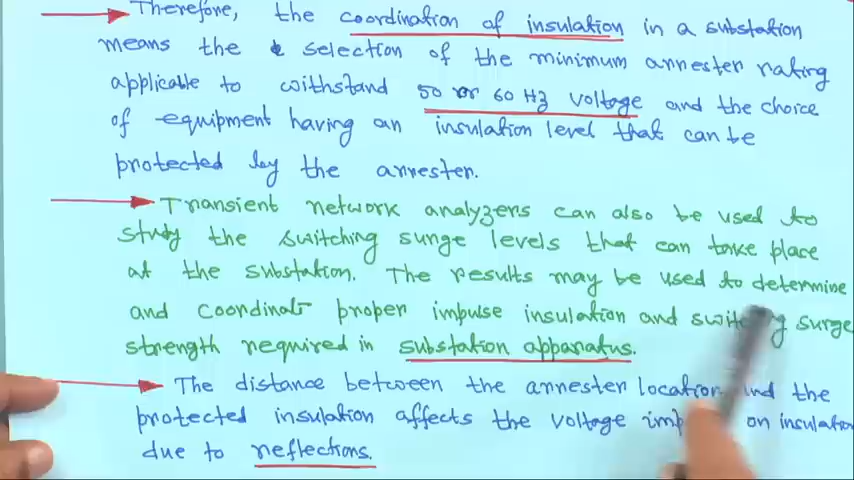 Therefore, the coordination of insulation in a substation
means the selection of the minimum arrester rating
applicable to withstand 50 or 60 Hz voltage and the choice
of equipment having an insulation level that can be
protected by the arrester.
Transient network analyzers can also be used to
study the switching surge levels that can take place
at the substation. The results may be used to determine
and coordinate proper impulse insulation and switching surge
strength required in substation apparatus.
The distance between the arrester location and the
protected insulation affects the voltage on insulation
due to reflections.